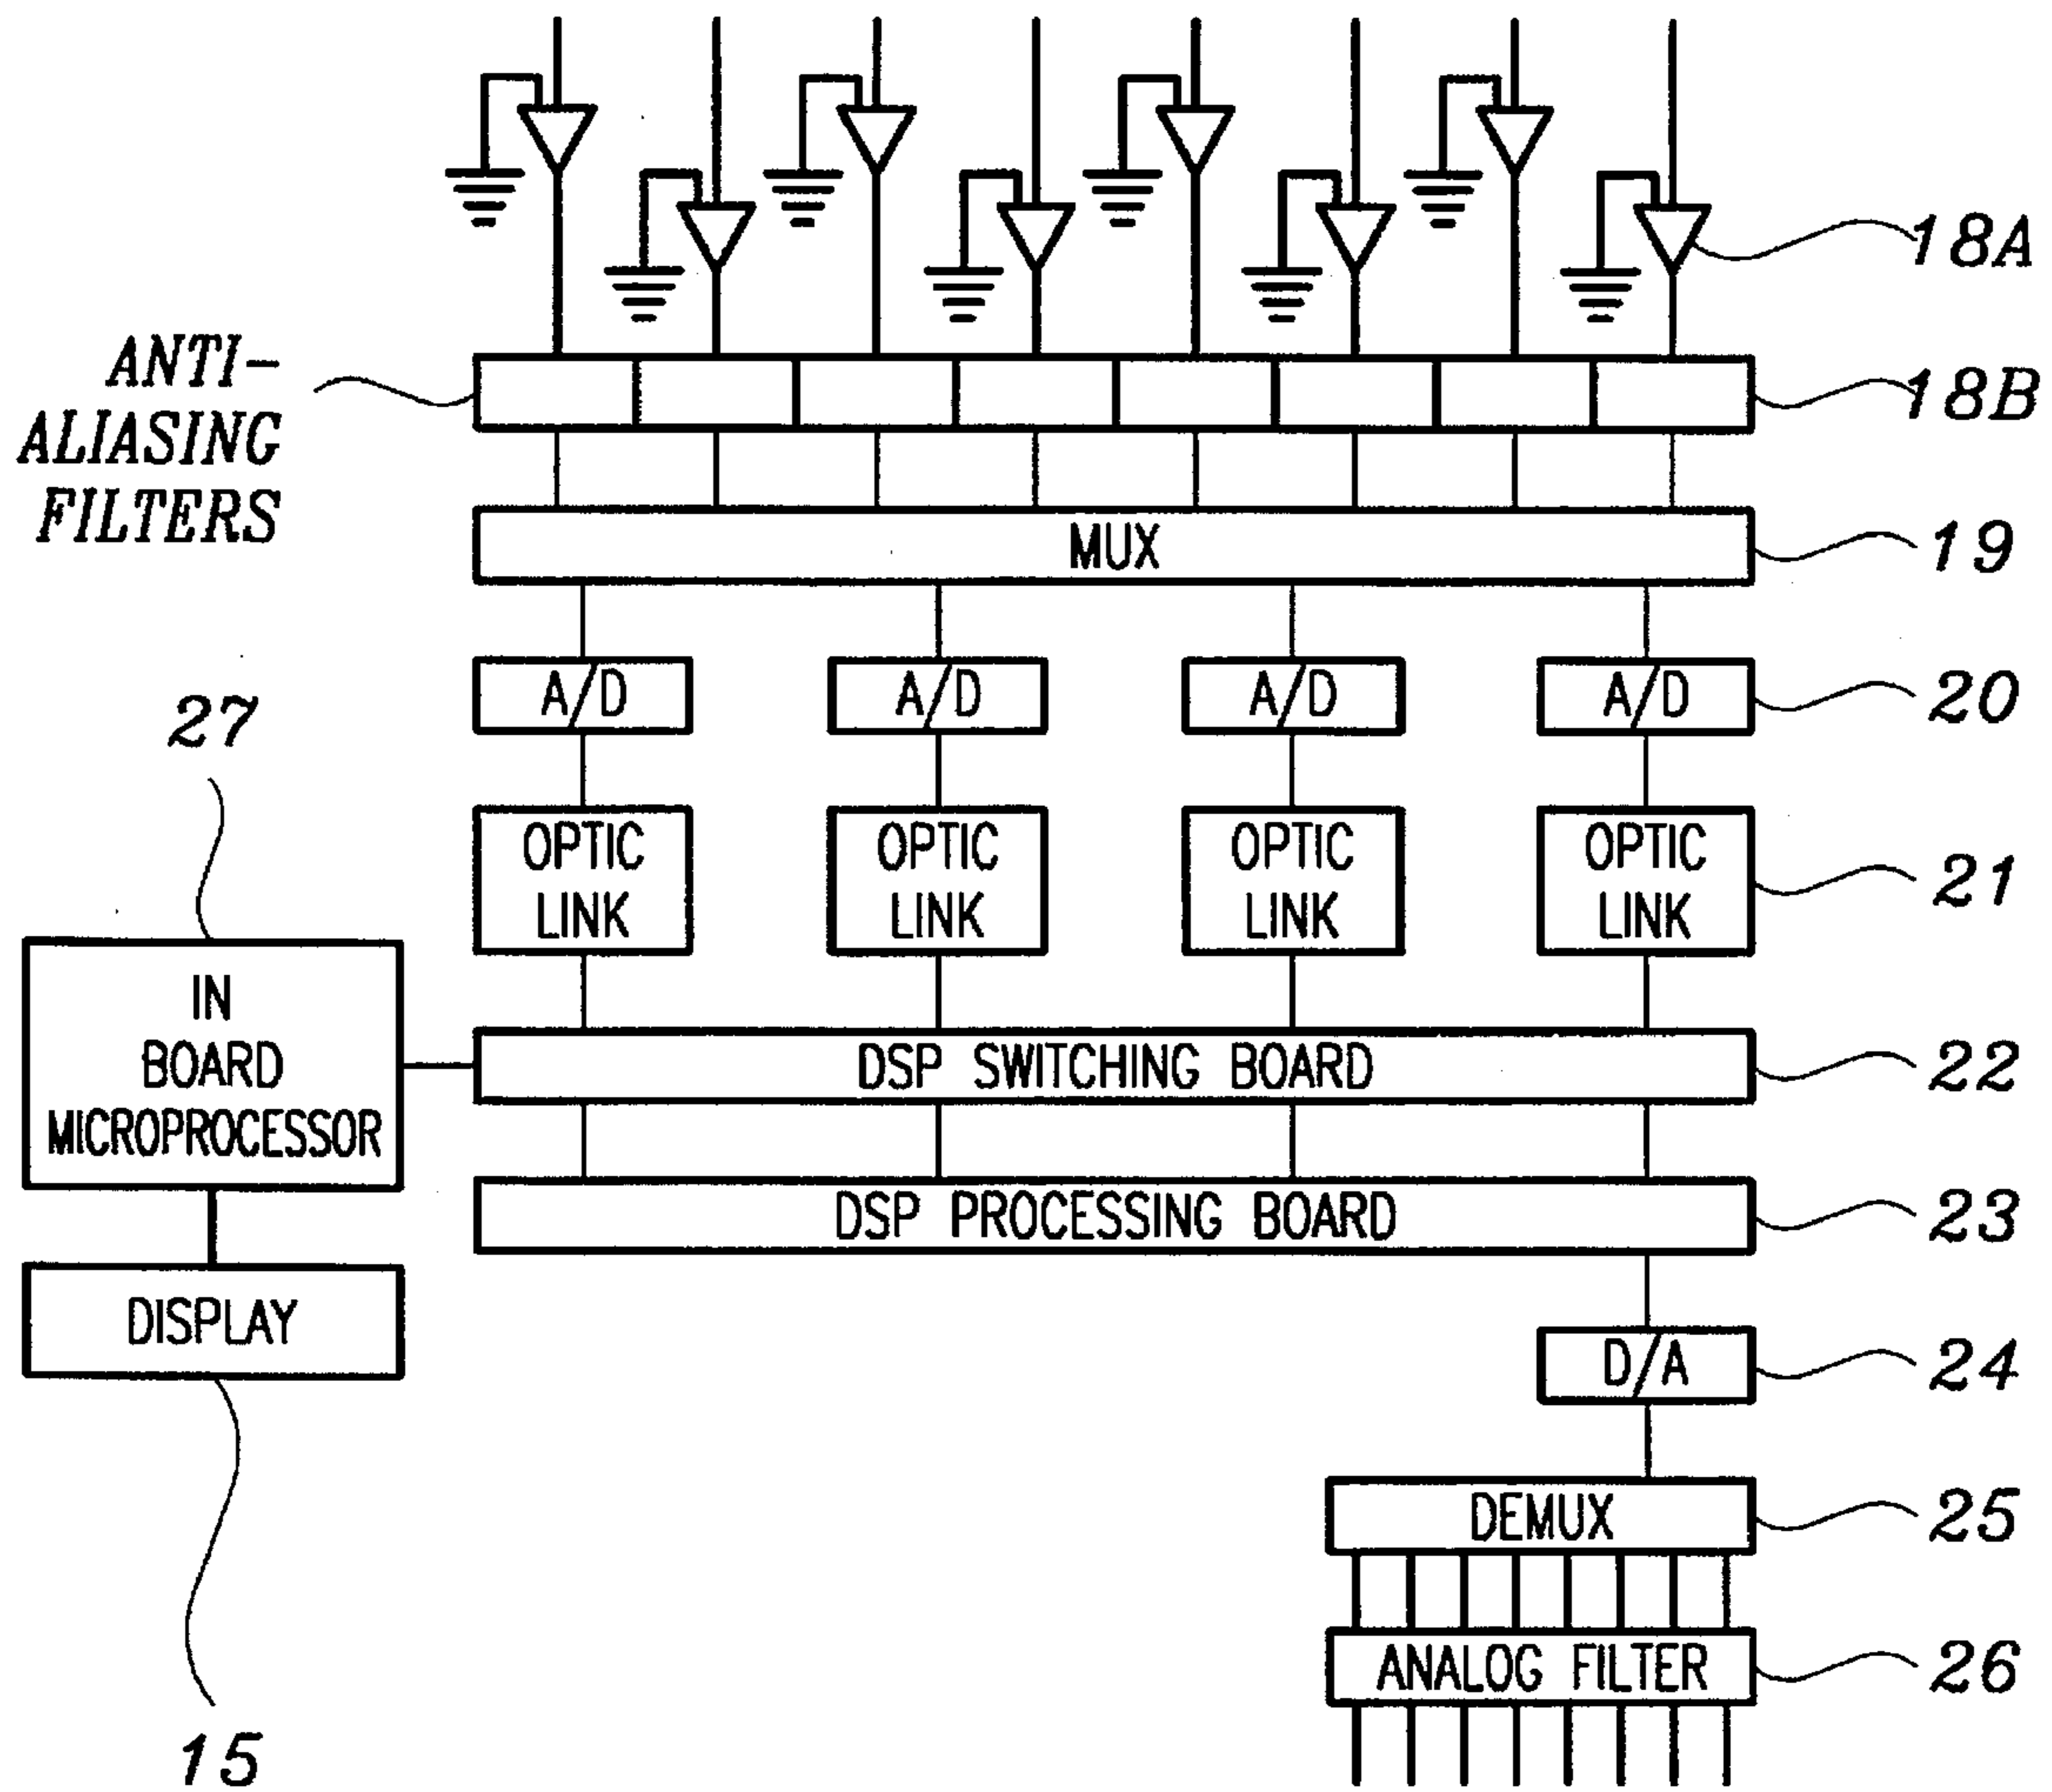 18A
ANTI-
ALIASING
FILTERS
18B
MUX
19
A/D A/D A/D A/D
20
27
OPTIC
LINK
OPTIC
LINK
OPTIC
LINK
OPTIC
LINK
21
IN
BOARD
MICROPROCESSOR
DSP SWITCHING BOARD
22
DSP PROCESSING BOARD
23
DISPLAY
D/A
24
DEMUX
25
ANALOG FILTER
26
15